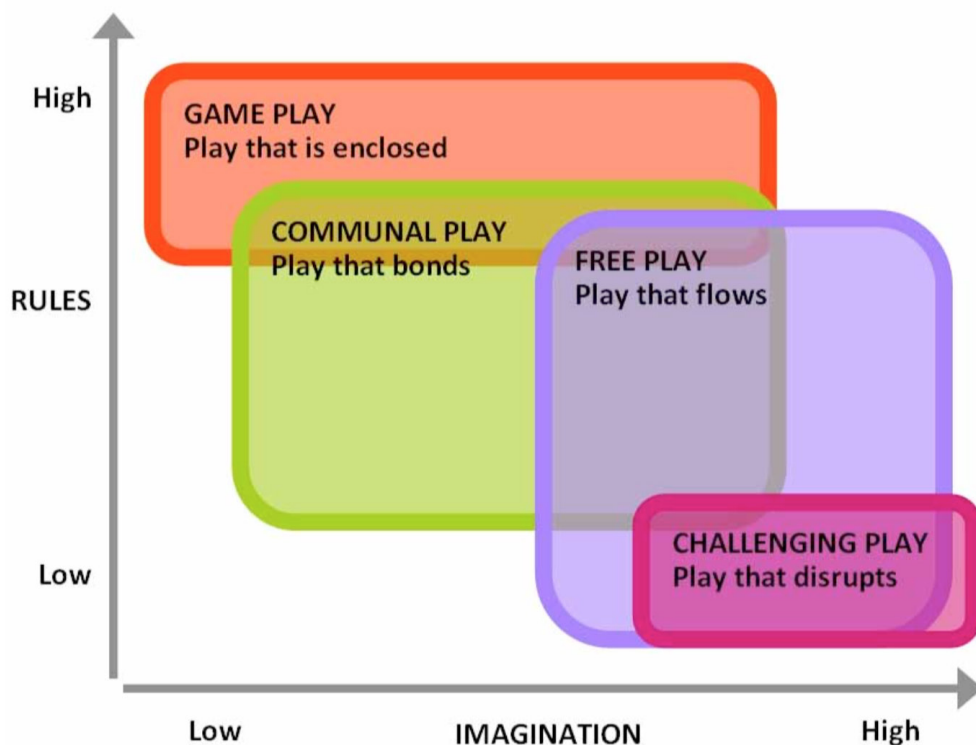 High
GAME PLAY
Play that is enclosed
COMMUNAL PLAY
Play that bonds
FREE PLAY
Play that flows
RULES
CHALLENGING PLAY
Play that disrupts
Low
Low
IMAGINATION
High